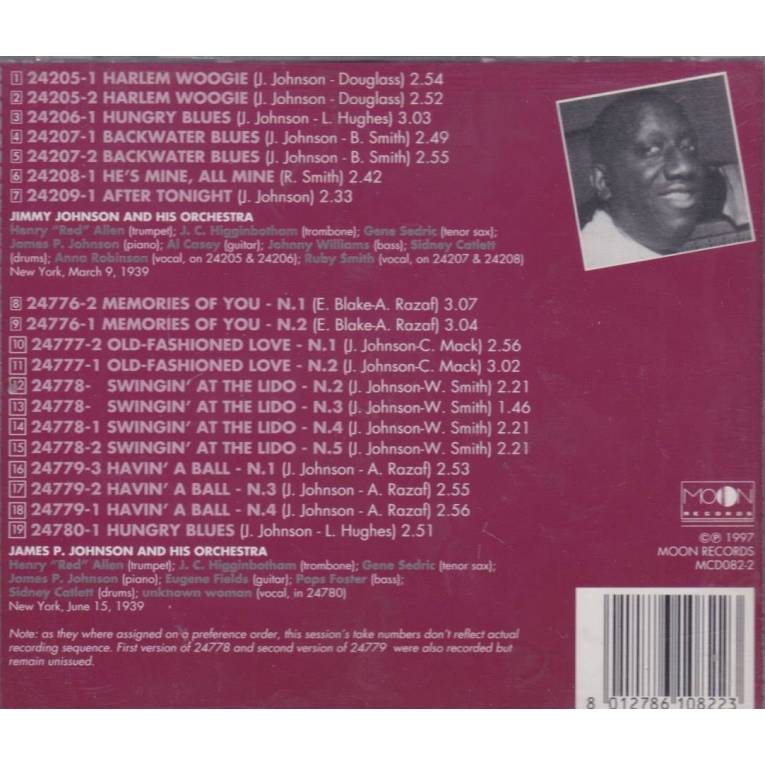 1 24205-1 HARLEM WOOGIE (J. Johnson - Douglass) 2.54
2 24205-2 HARLEM WOOGIE (J. Johnson - Douglass) 2.52
3 24206-1 HUNGRY BLUES (J. Johnson - L. Hughes) 3.03
4 24207-1 BACKWATER BLUES (J. Johnson - B. Smith) 2.49
5 24207-2 BACKWATER BLUES (J. Johnson - B. Smith) 2.55
6 24208-1 HE'S MINE, ALL MINE (R. Smith) 2.42
7 24209-1 AFTER TONIGHT (J. Johnson) 2.33
JIMMY JOHNSON AND HIS ORCHESTRA
Henry "Red" Allen (trumpet); J. C. Higginbotham (trombone); Gene Sedric (tenor sax);
James P. Johnson (piano); Al Casey (guitar); Johnny Williams (bass); Sidney Catlett
(drums); Anna Robinson (vocal, on 24205 & 24206); Ruby Smith (vocal, on 24207 & 24208)
New York, March 9, 1939
8 24776-2 MEMORIES OF YOU - N.1 (E. Blake-A. Razaf) 3.07
9 24776-1 MEMORIES OF YOU - N.2 (E. Blake-A. Razaf) 3.04
10 24777-2 OLD-FASHIONED LOVE - N.1 (J. Johnson-C. Mack) 2.56
11 24777-1 OLD-FASHIONED LOVE - N.2 (J. Johnson-C. Mack) 3.02
12 24778- SWINGIN' AT THE LIDO - N.2 (J. Johnson-W. Smith) 2.21
13 24778- SWINGIN' AT THE LIDO - N.3 (J. Johnson-W. Smith) 1.46
14 24778-1 SWINGIN' AT THE LIDO - N.4 (J. Johnson-W. Smith) 2.21
15 24778-2 SWINGIN' AT THE LIDO - N.5 (J. Johnson-W. Smith) 2.21
16 24779-3 HAVIN' A BALL - N.1 (J. Johnson - A. Razaf) 2.53
17 24779-2 HAVIN' A BALL - N.3 (J. Johnson - A. Razaf) 2.55
18 24779-1 HAVIN' A BALL - N.4 (J. Johnson - A. Razaf) 2.56
19 24780-1 HUNGRY BLUES (J. Johnson - L. Hughes) 2.51
JAMES P. JOHNSON AND HIS ORCHESTRA
Henry "Red" Allen (trumpet); J. C. Higginbotham (trombone); Gene Sedric (tenor sax);
James P. Johnson (piano); Eugene Fields (guitar); Pops Foster (bass);
Sidney Catlett (drums); unknown woman (vocal, in 24780)
New York, June 15, 1939
Note: as they where assigned on a preference order, this session's take numbers don't reflect actual
recording sequence. First version of 24778 and second version of 24779 were also recorded but
remain unissued.
MOON
RECORDS
©℗ 1997
MOON RECORDS
MCD082-2
8 012786 108223